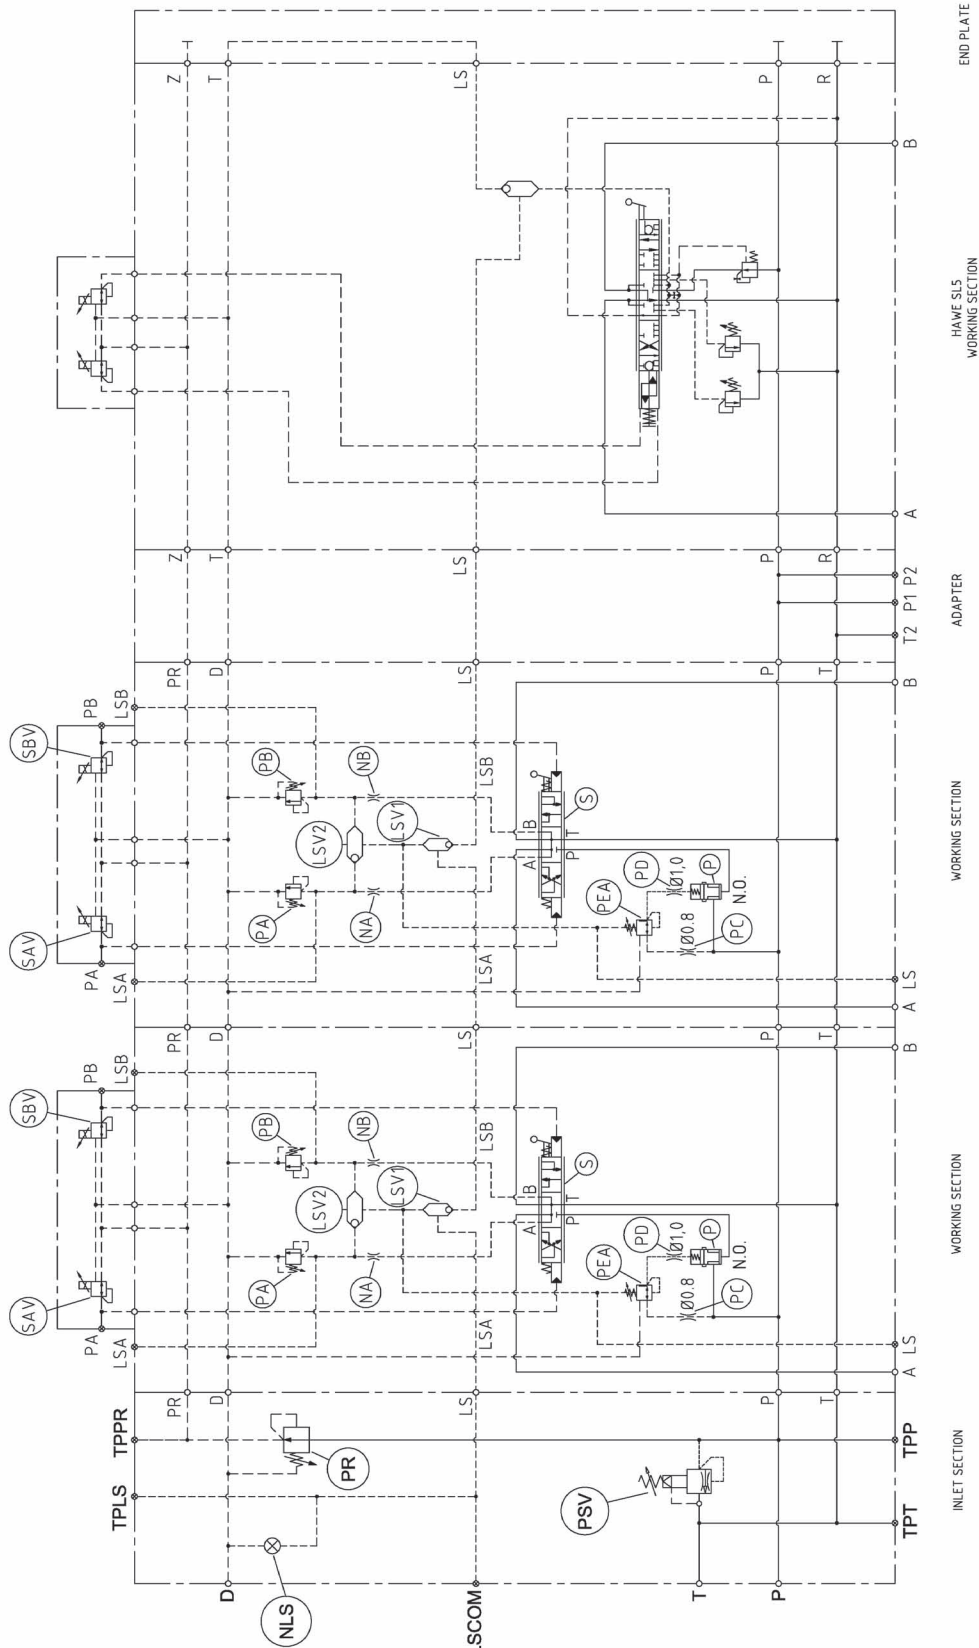 END PLATE
Z
T
LS
P
R
B
HAWE SL5
WORKING SECTION
A
Z
T
LS
P
R
P2
P1
T2
ADAPTER
SBV
PB
LSB
PR
D
LS
P
T
B
PB
NB
LSB
LSV2
LSV1
S
B
T
A
P
PD
Ø1,0
P
N.O.
PEA
Ø0.8
PC
PA
NA
SAV
PA
LSA
LSA
LS
A
WORKING SECTION
SBV
PB
LSB
PR
D
LS
P
T
B
PB
NB
LSB
LSV2
LSV1
S
B
T
A
P
PD
Ø1,0
P
N.O.
PEA
Ø0.8
PC
PA
NA
SAV
PA
LSA
LSA
LS
A
WORKING SECTION
PR
D
LS
P
T
TPPR
TPLS
PR
PSV
NLS
TPP
TPT
D
SCOM
T
P
INLET SECTION